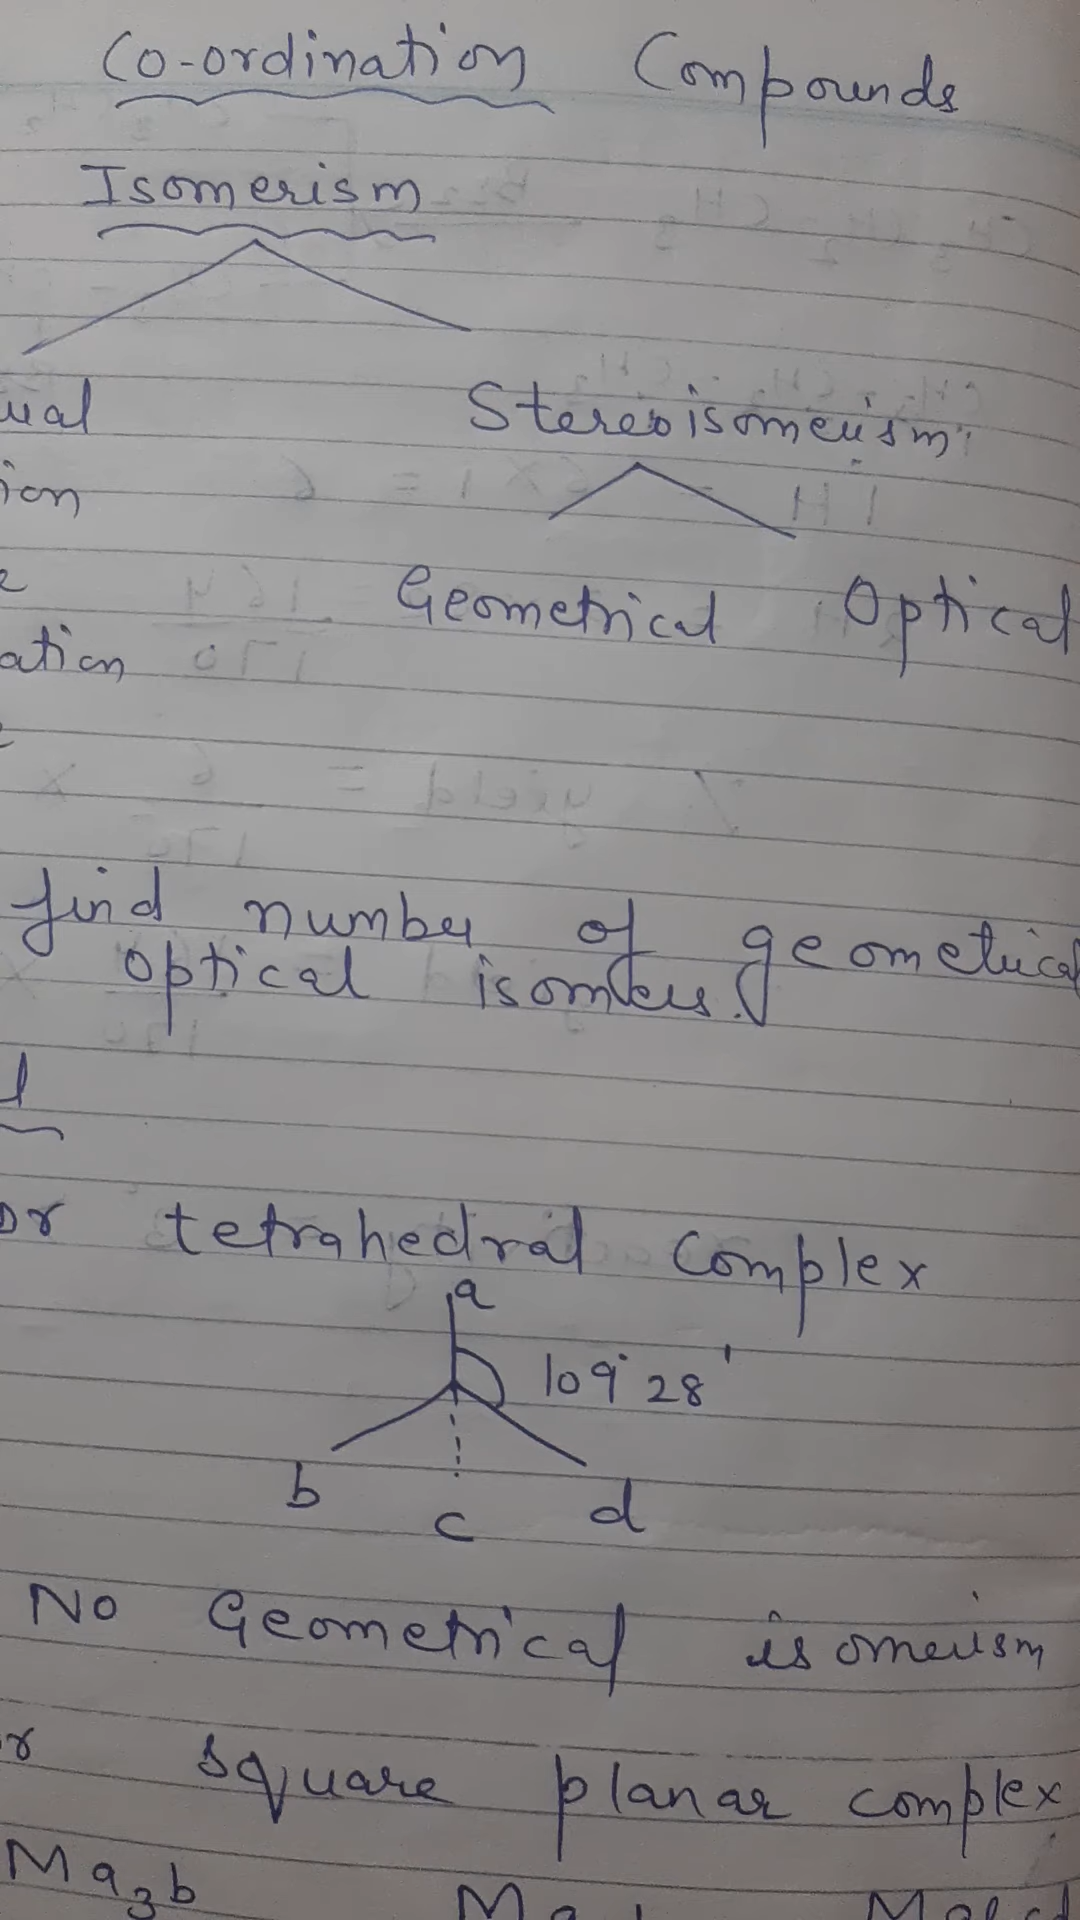 Co-ordination Compounds
Isomerism
ual Stereoisomerism
ion
Geometrical Optical
ation
find number of geometrical
optical isomers.
l
or tetrahedral complex
a
109° 28'
b
c
d
No Geometrical isomerism
r square planar complex
Ma3b